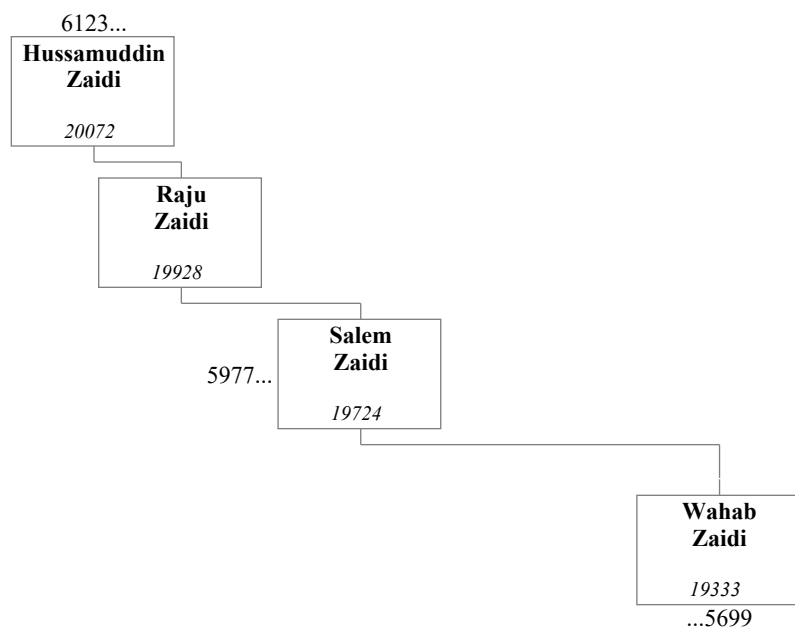 6123...
Hussamuddin
Zaidi
20072
Raju
Zaidi
19928
Salem
Zaidi
5977...
19724
Wahab
Zaidi
19333
...5699